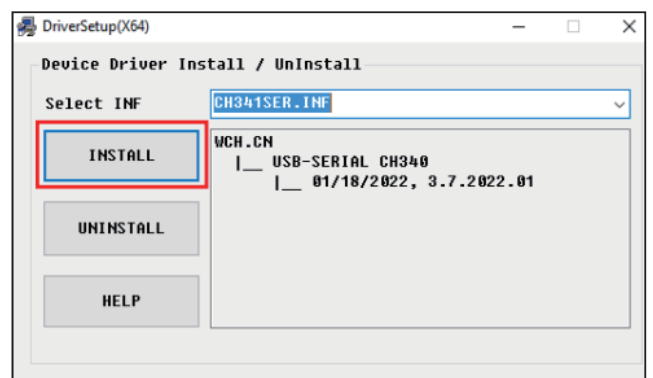 DriverSetup(X64)
Device Driver Install / UnInstall
Select INF
CH341SER.INF
INSTALL
WCH.CN
|__ USB-SERIAL CH340
|__ 01/18/2022, 3.7.2022.01
UNINSTALL
HELP